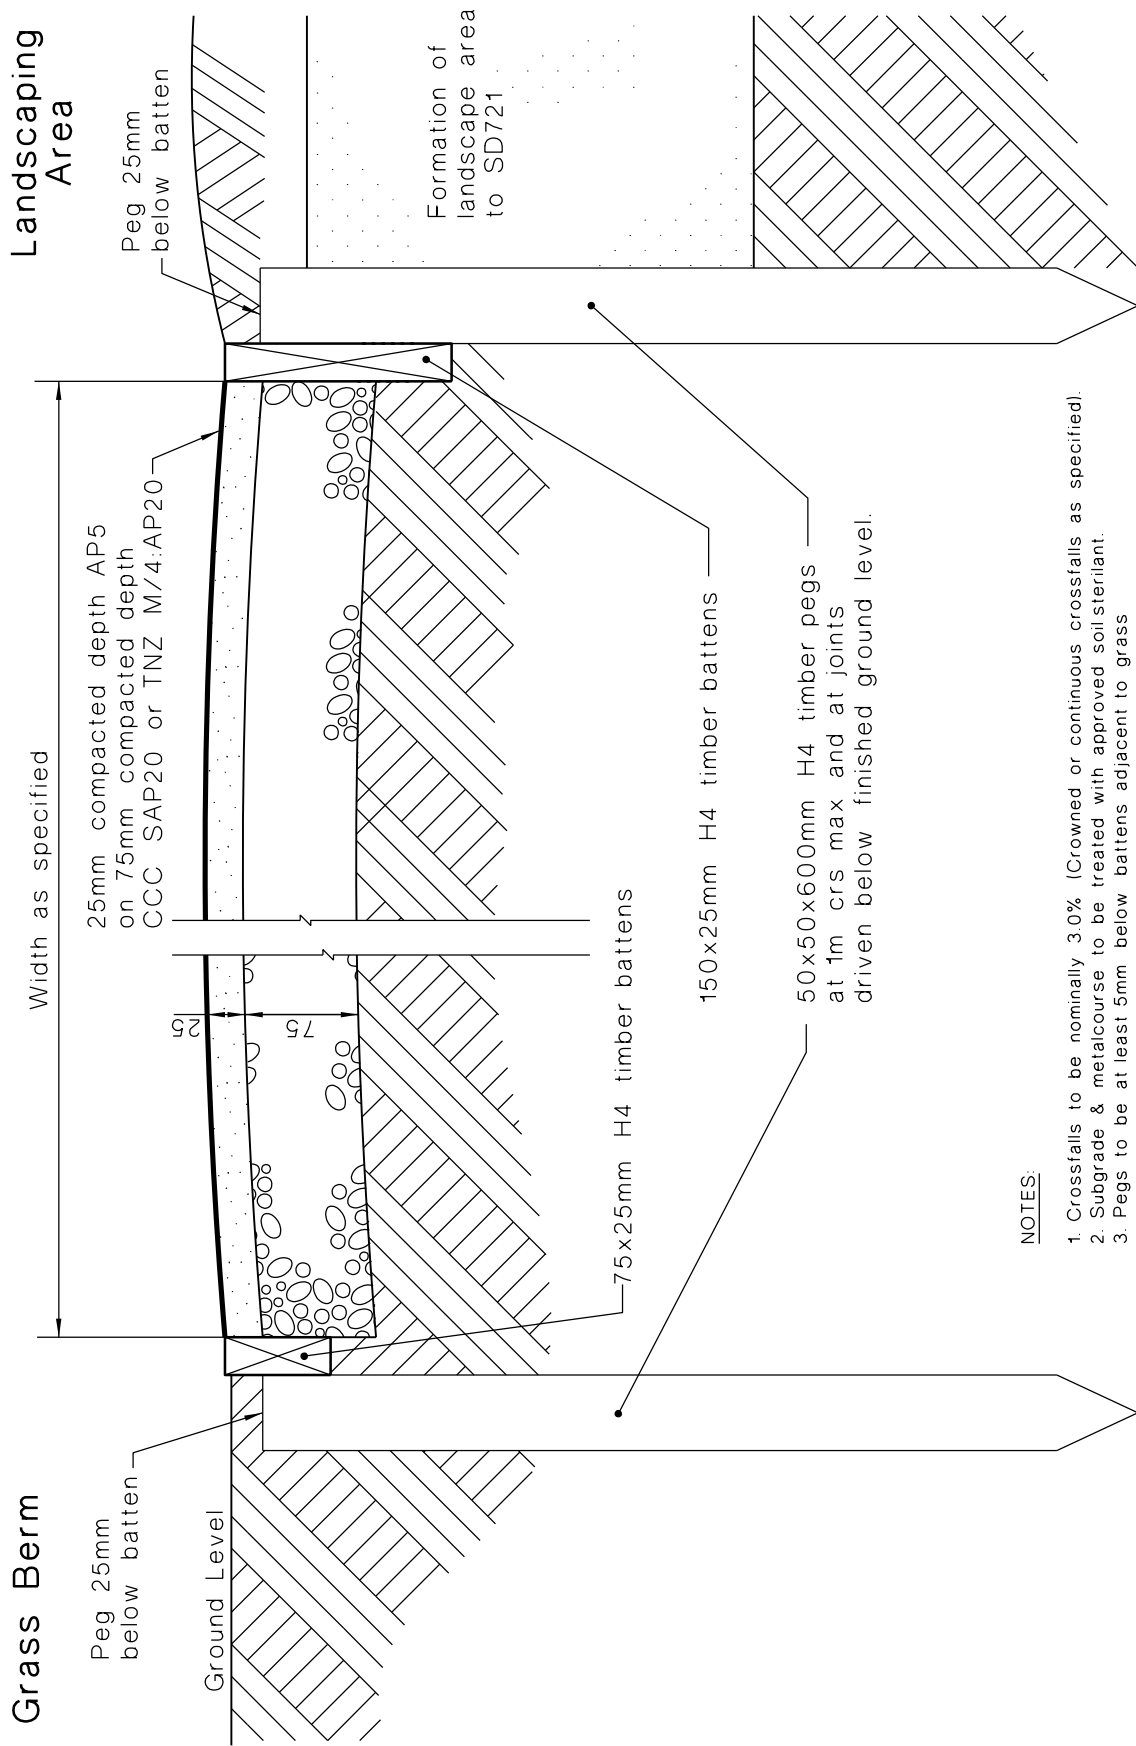 Grass Berm
Landscaping
Area
Width as specified
Peg 25mm
below batten
25mm compacted depth AP5
on 75mm compacted depth
CCC SAP20 or TNZ M/4:AP20
Peg 25mm
below batten
Ground Level
25
75
Formation of
landscape area
to SD721
75x25mm H4 timber battens
150x25mm H4 timber battens
50x50x600mm H4 timber pegs
at 1m crs max and at joints
driven below finished ground level.
NOTES:
1. Crossfalls to be nominally 3.0% (Crowned or continuous crossfalls as specified).
2. Subgrade & metalcourse to be treated with approved soil sterilant.
3. Pegs to be at least 5mm below battens adjacent to grass